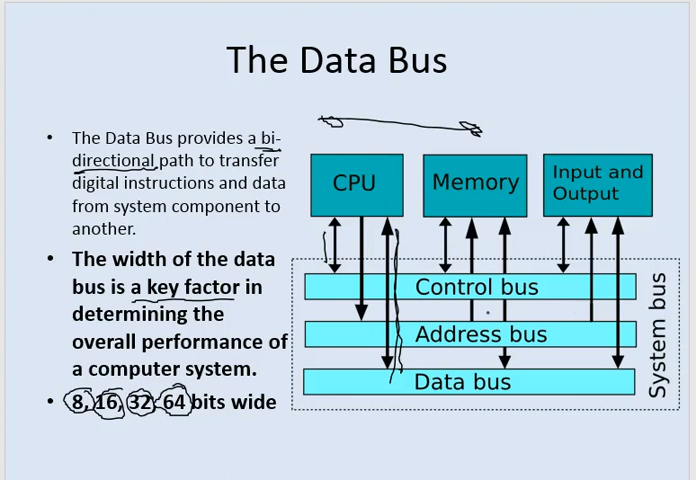 The Data Bus
• The Data Bus provides a bi-
directional path to transfer
digital instructions and data
from system component to
another.
• The width of the data
bus is a key factor in
determining the
overall performance of
a computer system.
• 8, 16, 32, 64 bits wide
CPU
Memory
Input and
Output
Control bus
Address bus
Data bus
System bus